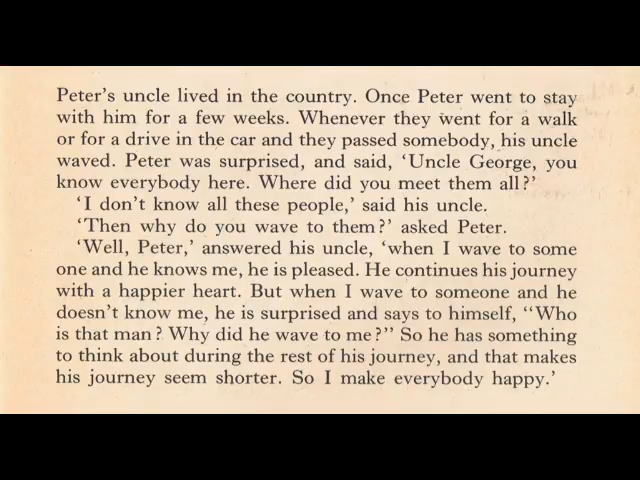 Peter's uncle lived in the country. Once Peter went to stay
with him for a few weeks. Whenever they went for a walk
or for a drive in the car and they passed somebody, his uncle
waved. Peter was surprised, and said, ‘Uncle George, you
know everybody here. Where did you meet them all?’
‘I don't know all these people,’ said his uncle.
‘Then why do you wave to them?’ asked Peter.
‘Well, Peter,’ answered his uncle, ‘when I wave to some
one and he knows me, he is pleased. He continues his journey
with a happier heart. But when I wave to someone and he
doesn't know me, he is surprised and says to himself, “Who
is that man? Why did he wave to me?” So he has something
to think about during the rest of his journey, and that makes
his journey seem shorter. So I make everybody happy.’